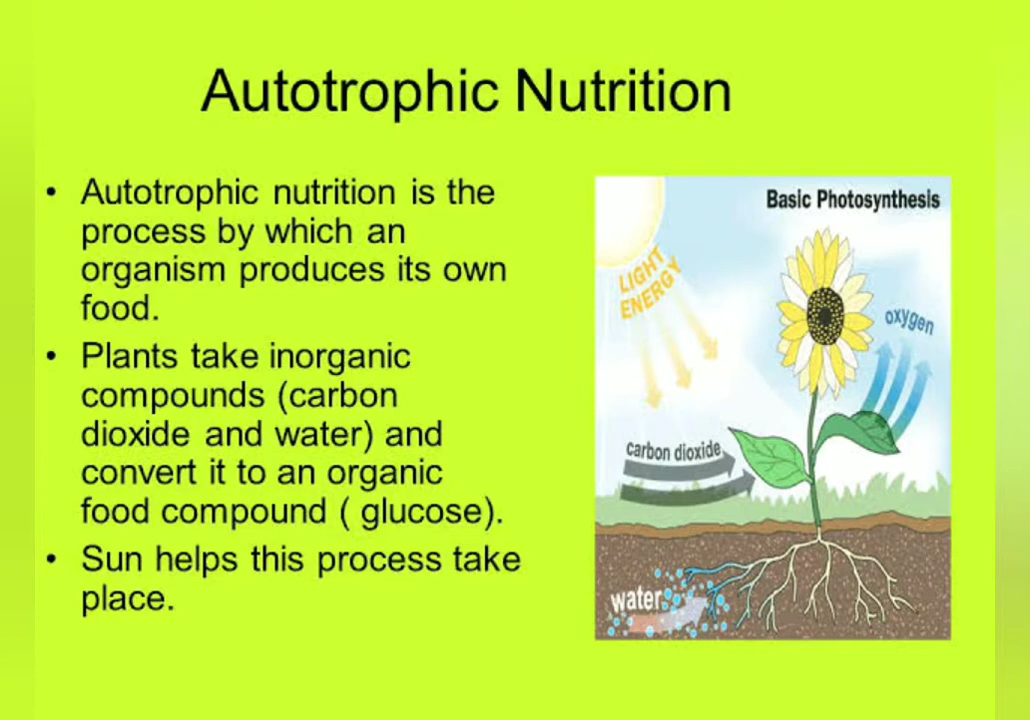 Autotrophic Nutrition
• Autotrophic nutrition is the
process by which an
organism produces its own
food.
• Plants take inorganic
compounds (carbon
dioxide and water) and
convert it to an organic
food compound ( glucose).
• Sun helps this process take
place.
Basic Photosynthesis
LIGHT
ENERGY
oxygen
carbon dioxide
water